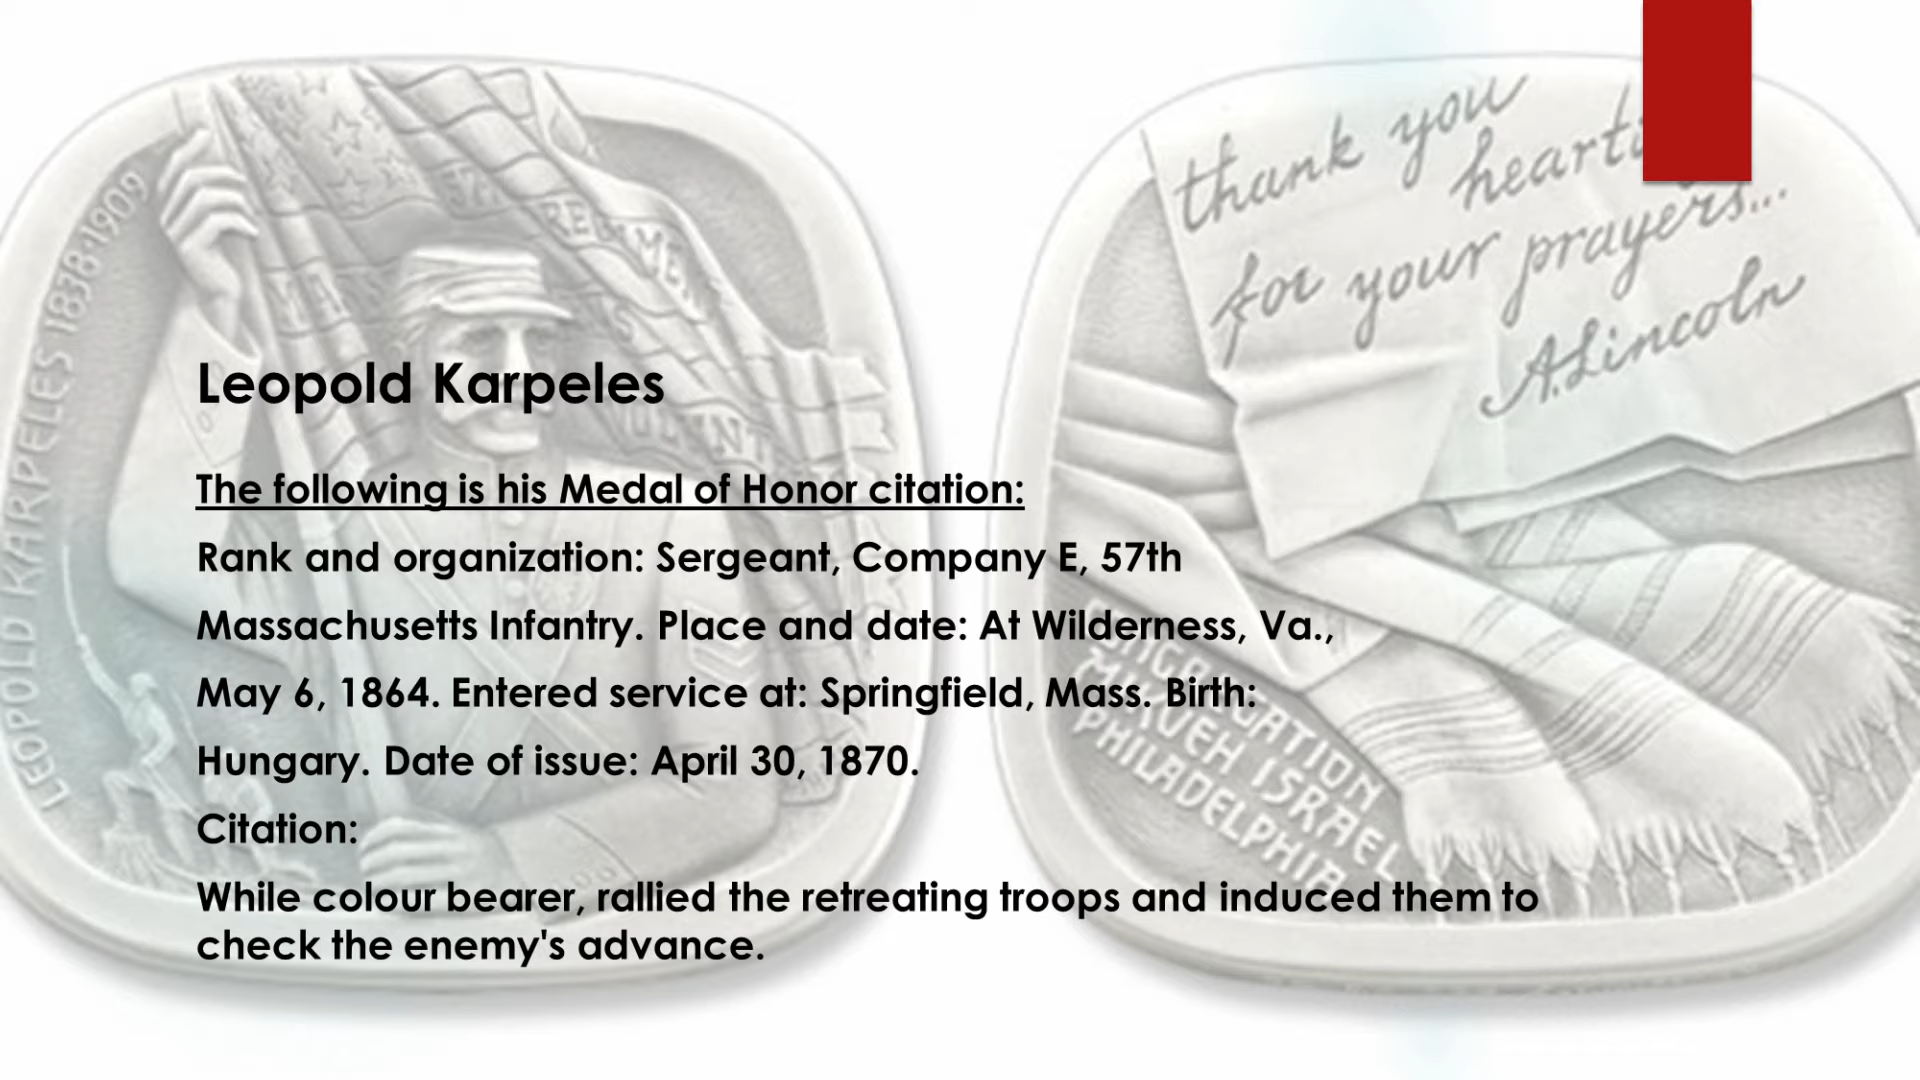 thank you
hearti
for your prayers...
A.Lincoln
LEOPOLD KARPELES 1838·1909
MASS
REGIMENT
Leopold Karpeles
The following is his Medal of Honor citation:
Rank and organization: Sergeant, Company E, 57th
Massachusetts Infantry. Place and date: At Wilderness, Va.,
May 6, 1864. Entered service at: Springfield, Mass. Birth:
Hungary. Date of issue: April 30, 1870.
Citation:
While colour bearer, rallied the retreating troops and induced them to
check the enemy's advance.
ISRAEL
PHILADELPHIA